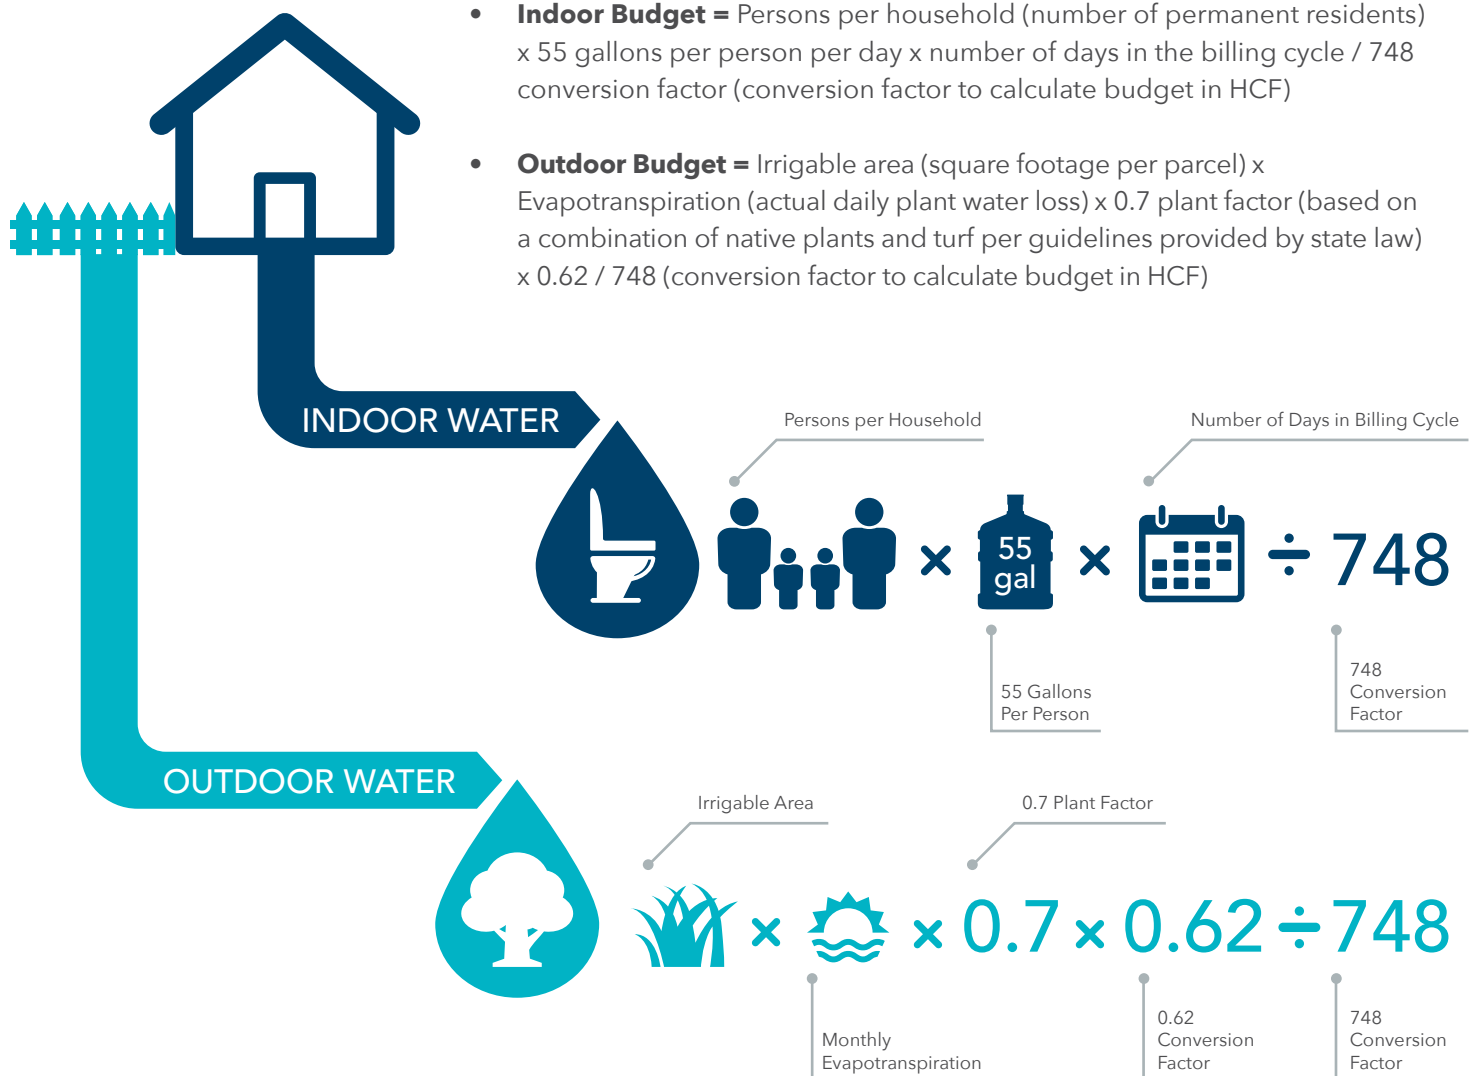 • Indoor Budget = Persons per household (number of permanent residents)
x 55 gallons per person per day x number of days in the billing cycle / 748
conversion factor (conversion factor to calculate budget in HCF)
• Outdoor Budget = Irrigable area (square footage per parcel) x
Evapotranspiration (actual daily plant water loss) x 0.7 plant factor (based on
a combination of native plants and turf per guidelines provided by state law)
x 0.62 / 748 (conversion factor to calculate budget in HCF)
INDOOR WATER
Persons per Household
Number of Days in Billing Cycle
× 55 gal × ÷ 748
55 Gallons
Per Person
748
Conversion
Factor
OUTDOOR WATER
Irrigable Area
0.7 Plant Factor
× × 0.7 × 0.62 ÷ 748
Monthly
Evapotranspiration
0.62
Conversion
Factor
748
Conversion
Factor